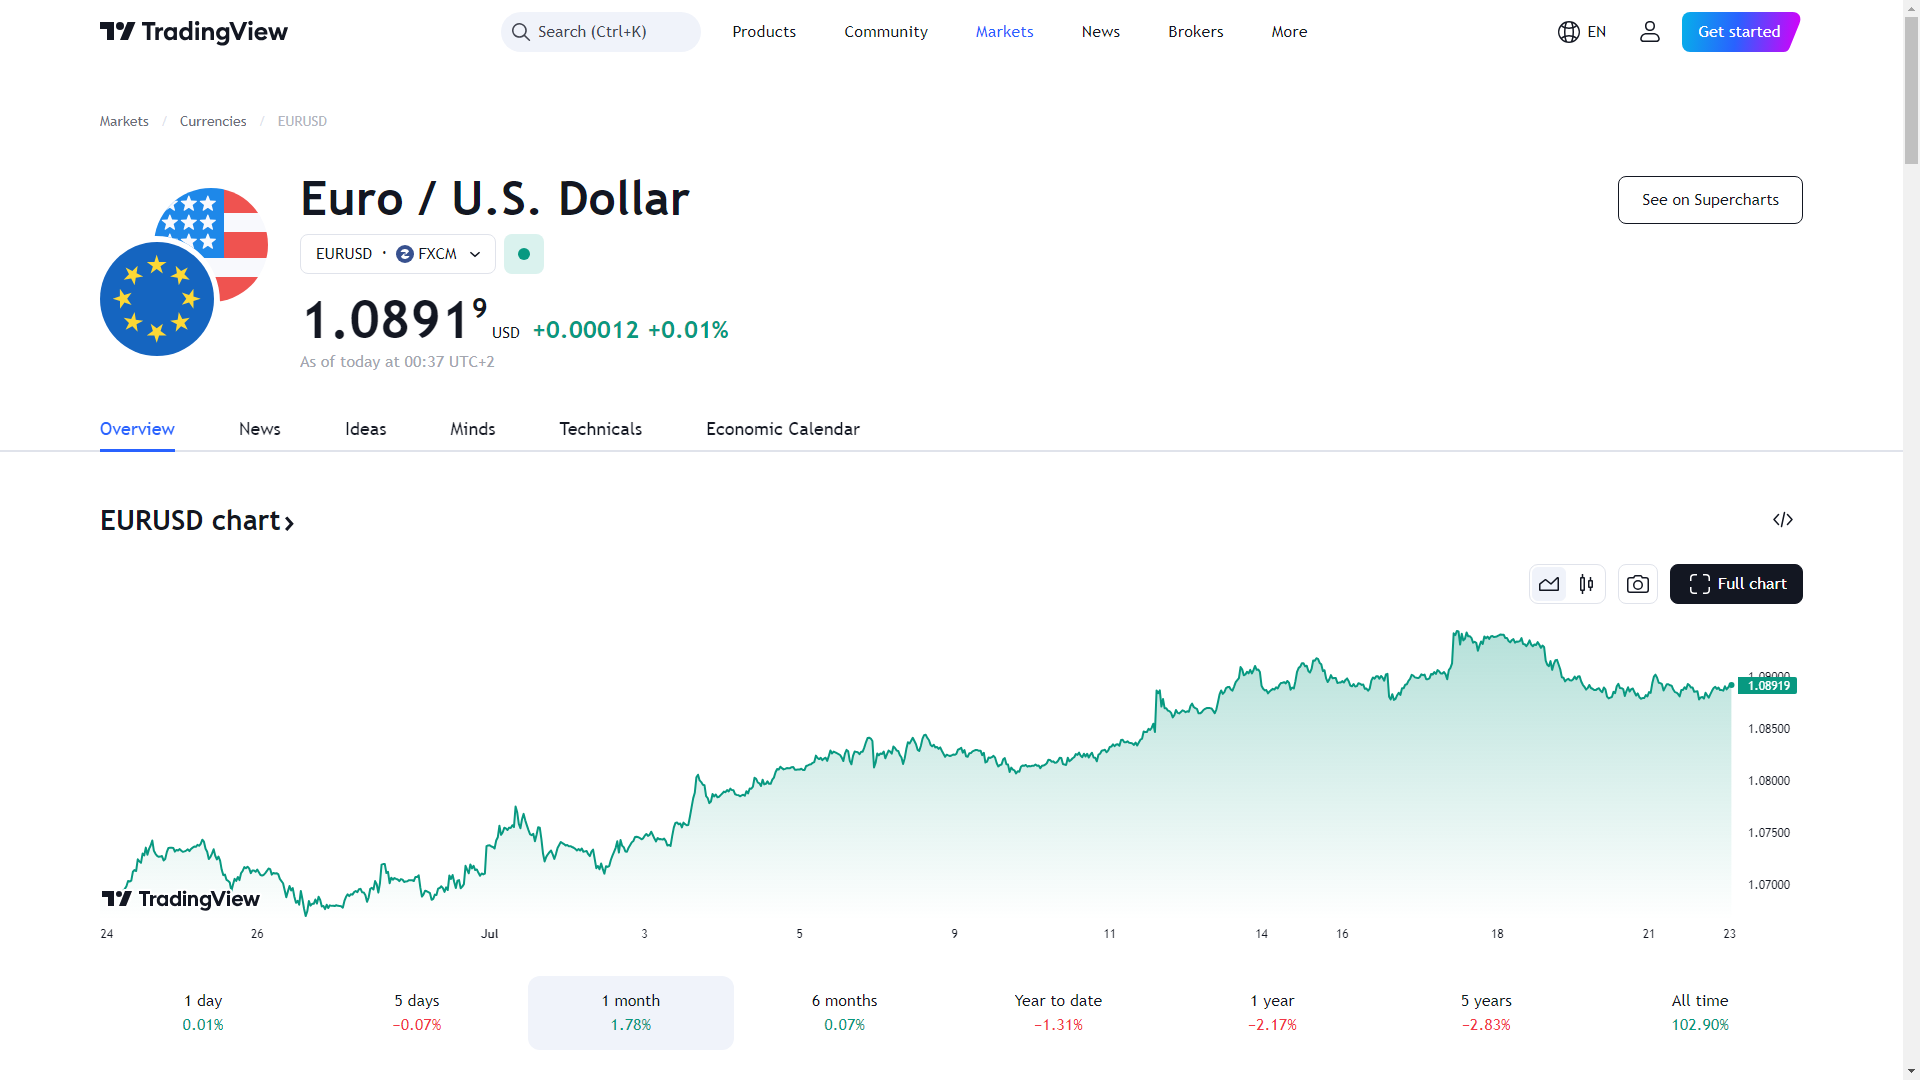 TradingView
Search (Ctrl+K)
Products
Community
Markets
News
Brokers
More
EN
Get started
Markets / Currencies / EURUSD
Euro / U.S. Dollar
See on Supercharts
EURUSD · FXCM
1.08919 USD +0.00012 +0.01%
As of today at 00:37 UTC+2
Overview
News
Ideas
Minds
Technicals
Economic Calendar
EURUSD chart
Full chart
1.09000
1.08919
1.08500
1.08000
1.07500
1.07000
TradingView
24
26
Jul
3
5
9
11
14
16
18
21
23
1 day
0.01%
5 days
−0.07%
1 month
1.78%
6 months
0.07%
Year to date
−1.31%
1 year
−2.17%
5 years
−2.83%
All time
102.90%